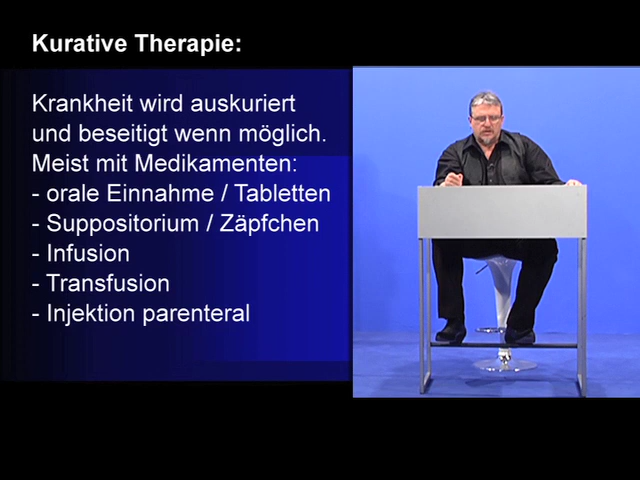 Kurative Therapie:
Krankheit wird auskuriert
und beseitigt wenn möglich.
Meist mit Medikamenten:
- orale Einnahme / Tabletten
- Suppositorium / Zäpfchen
- Infusion
- Transfusion
- Injektion parenteral